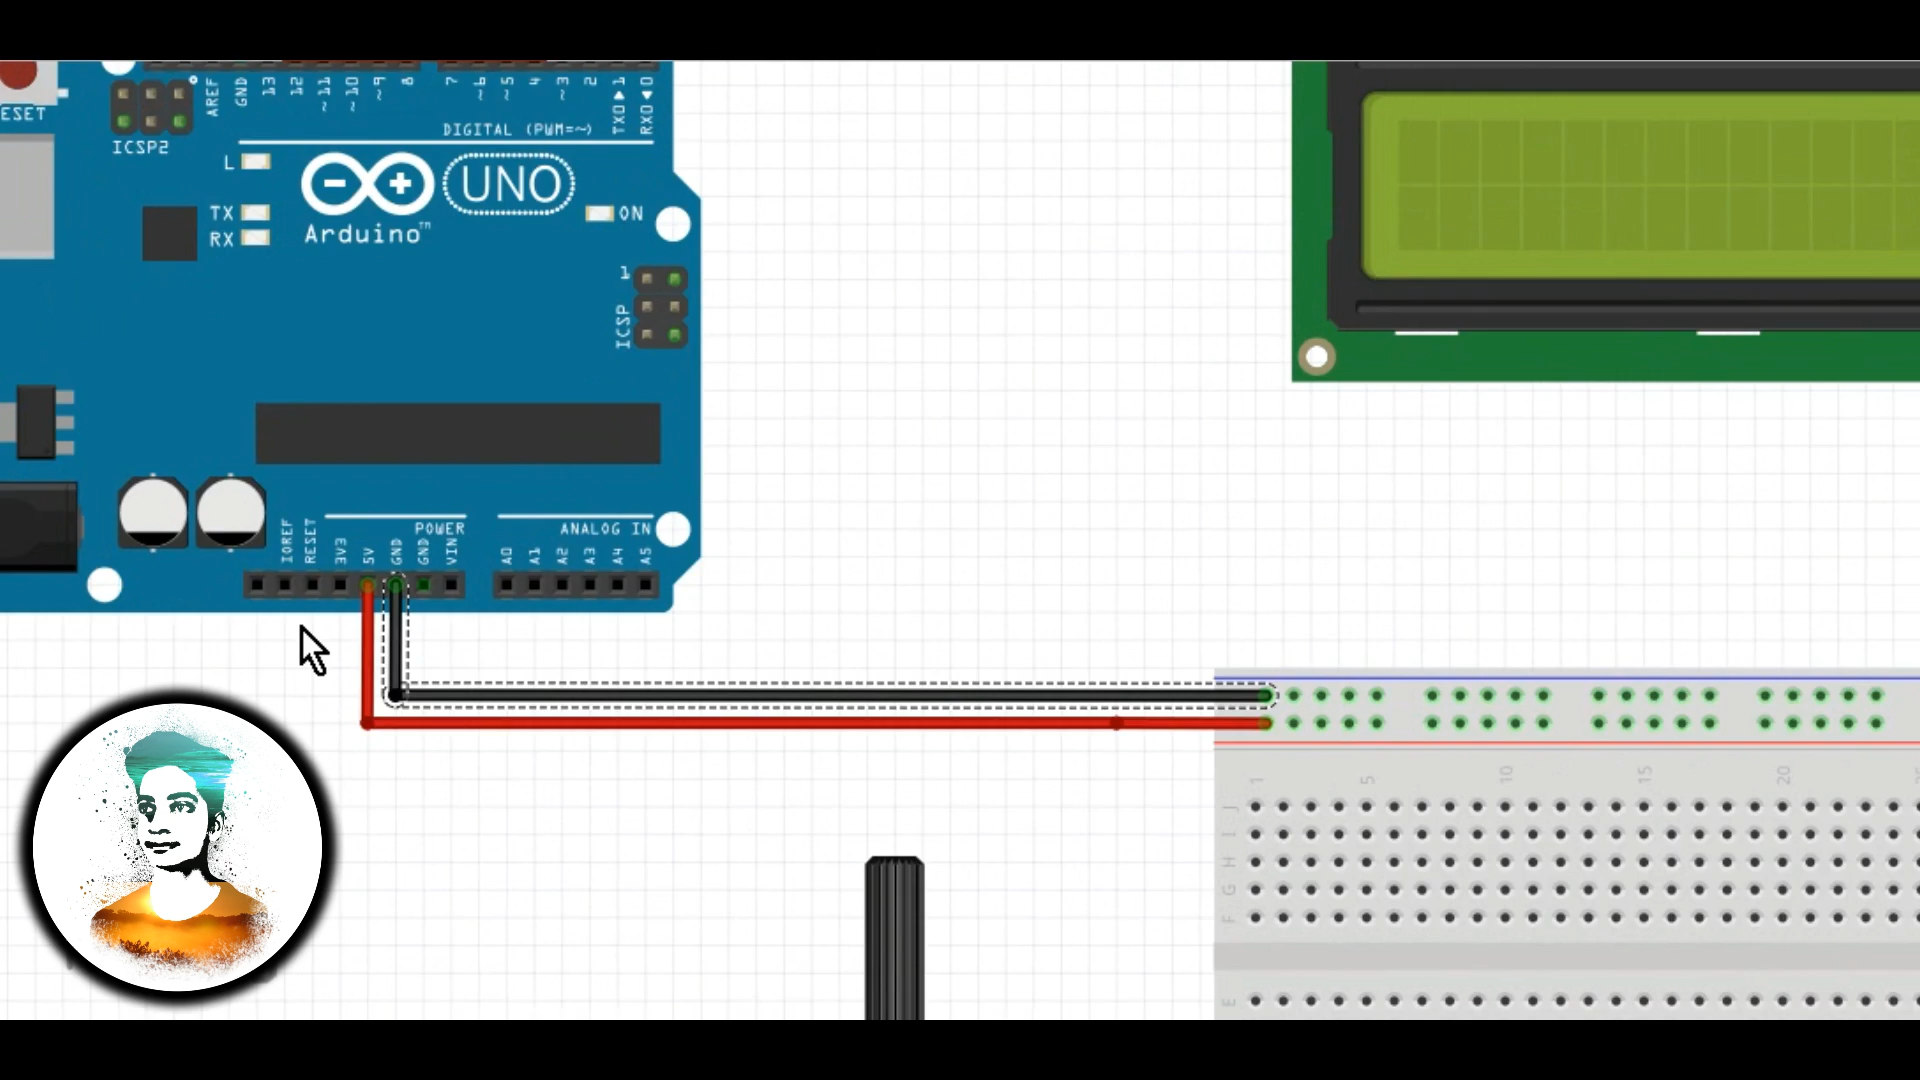 ESET
ICSP2
AREF
GND
13
12
~11
~10
~9
8
7
~6
~5
4
~3
2
TX0▶1
RX0◀0
DIGITAL (PWM=~)
L
TX
RX
UNO
Arduino™
ON
1
ICSP
POWER
ANALOG IN
IOREF
RESET
3V3
5V
GND
GND
VIN
A0
A1
A2
A3
A4
A5
1
5
10
15
20
J
I
H
G
F
E